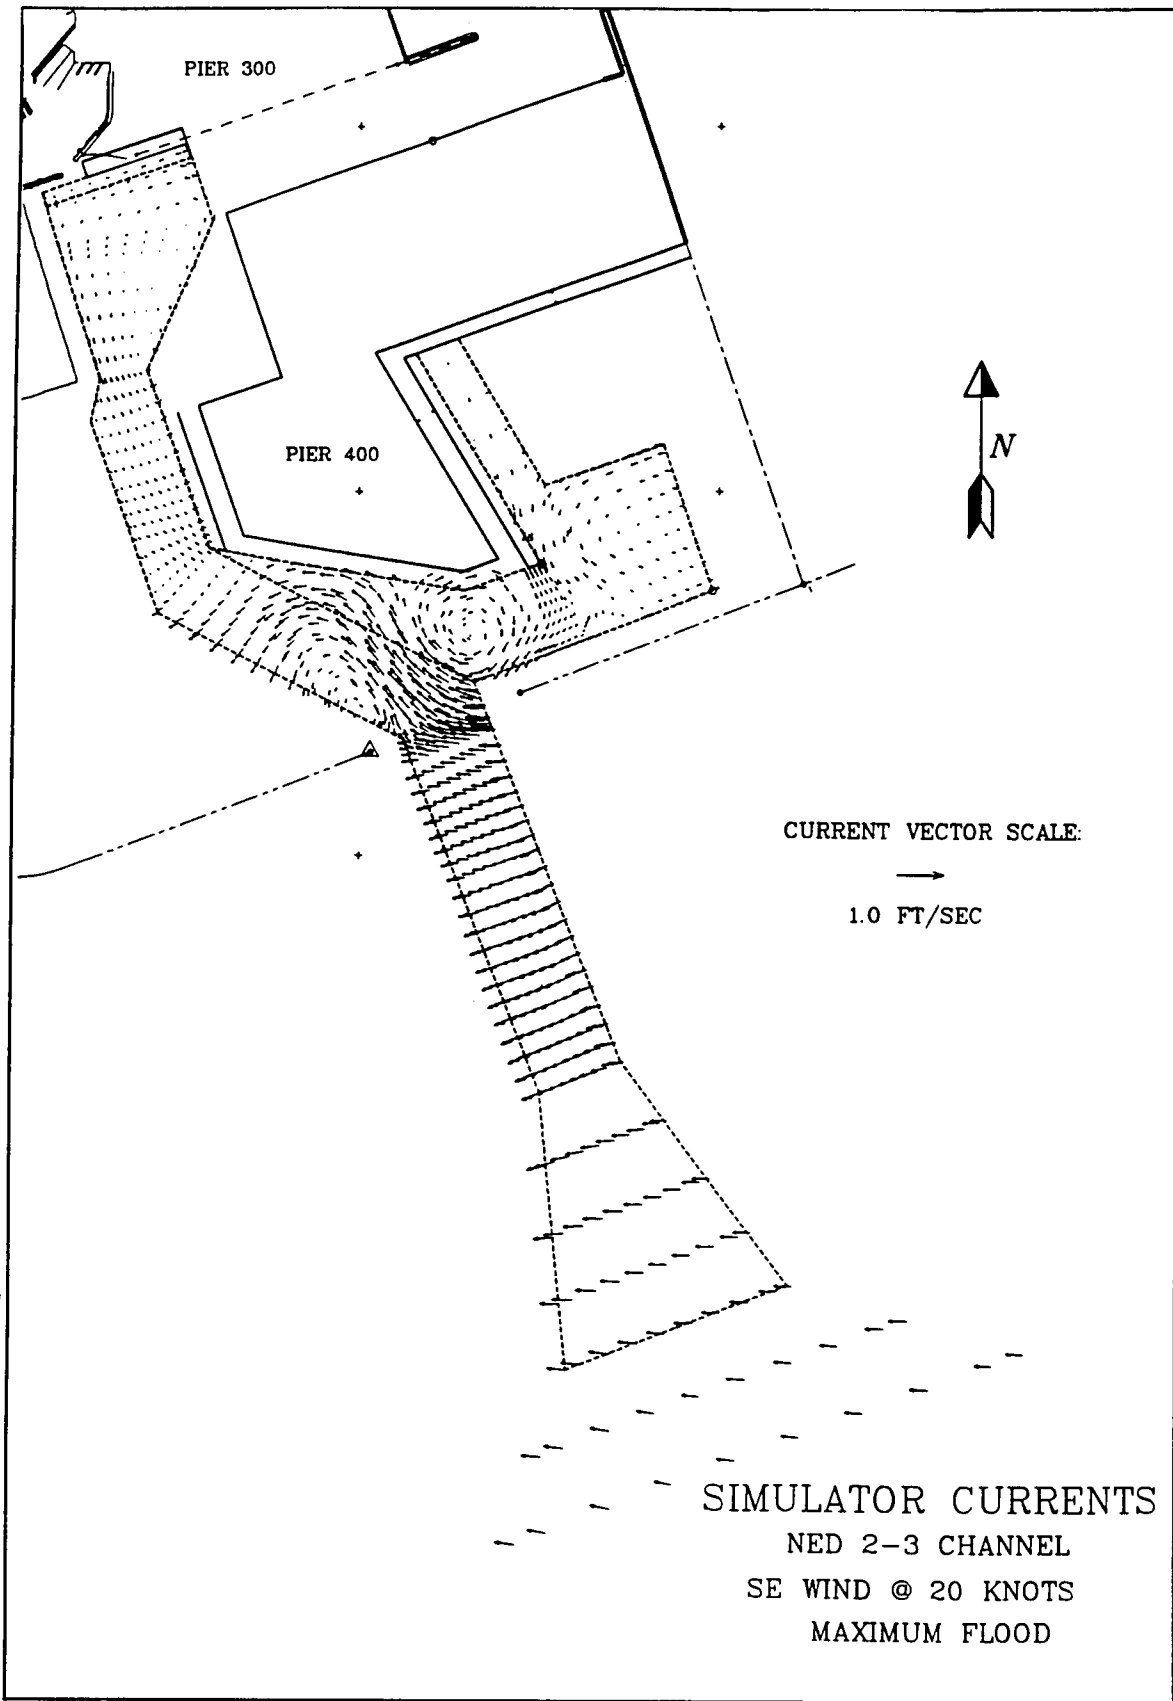 PIER 300
PIER 400
N
CURRENT VECTOR SCALE:
1.0 FT/SEC
SIMULATOR CURRENTS
NED 2-3 CHANNEL
SE WIND @ 20 KNOTS
MAXIMUM FLOOD